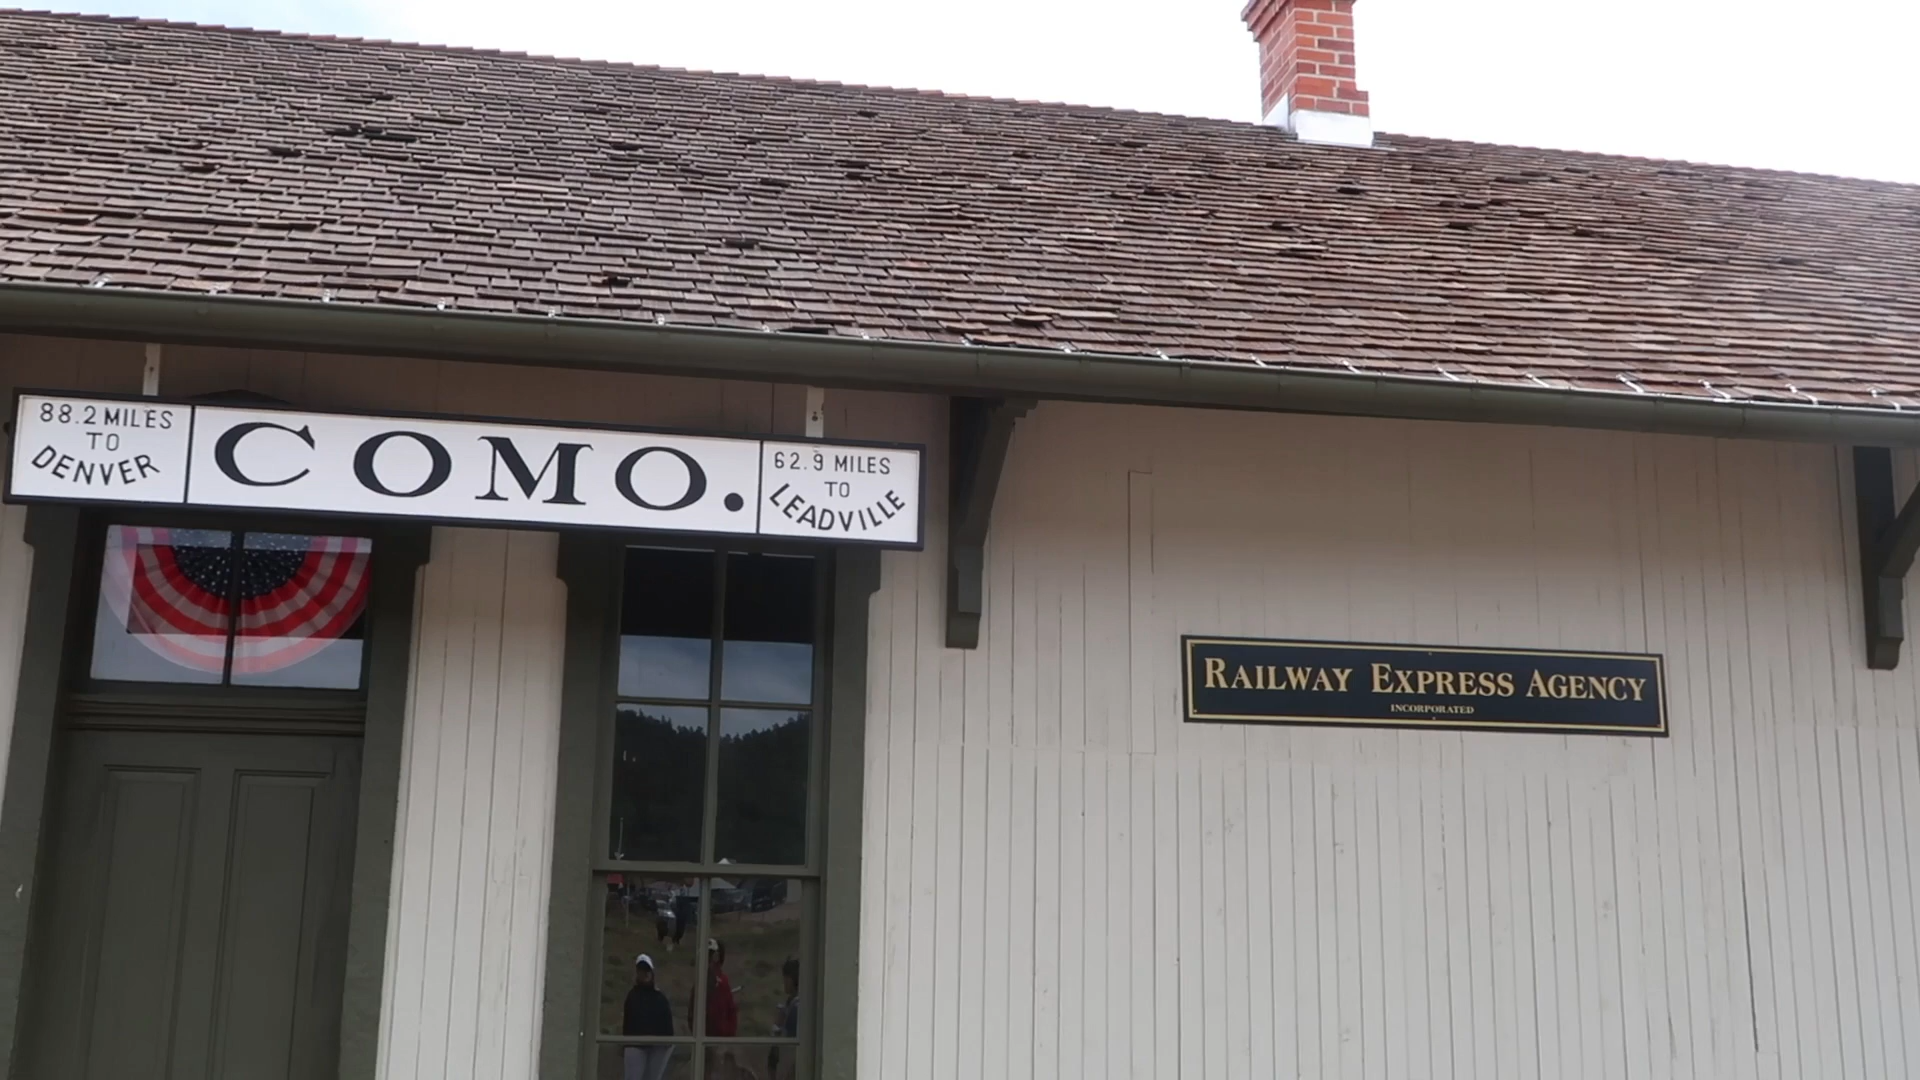 88.2 MILES
TO
DENVER
COMO.
62.9 MILES
TO
LEADVILLE
RAILWAY EXPRESS AGENCY
INCORPORATED